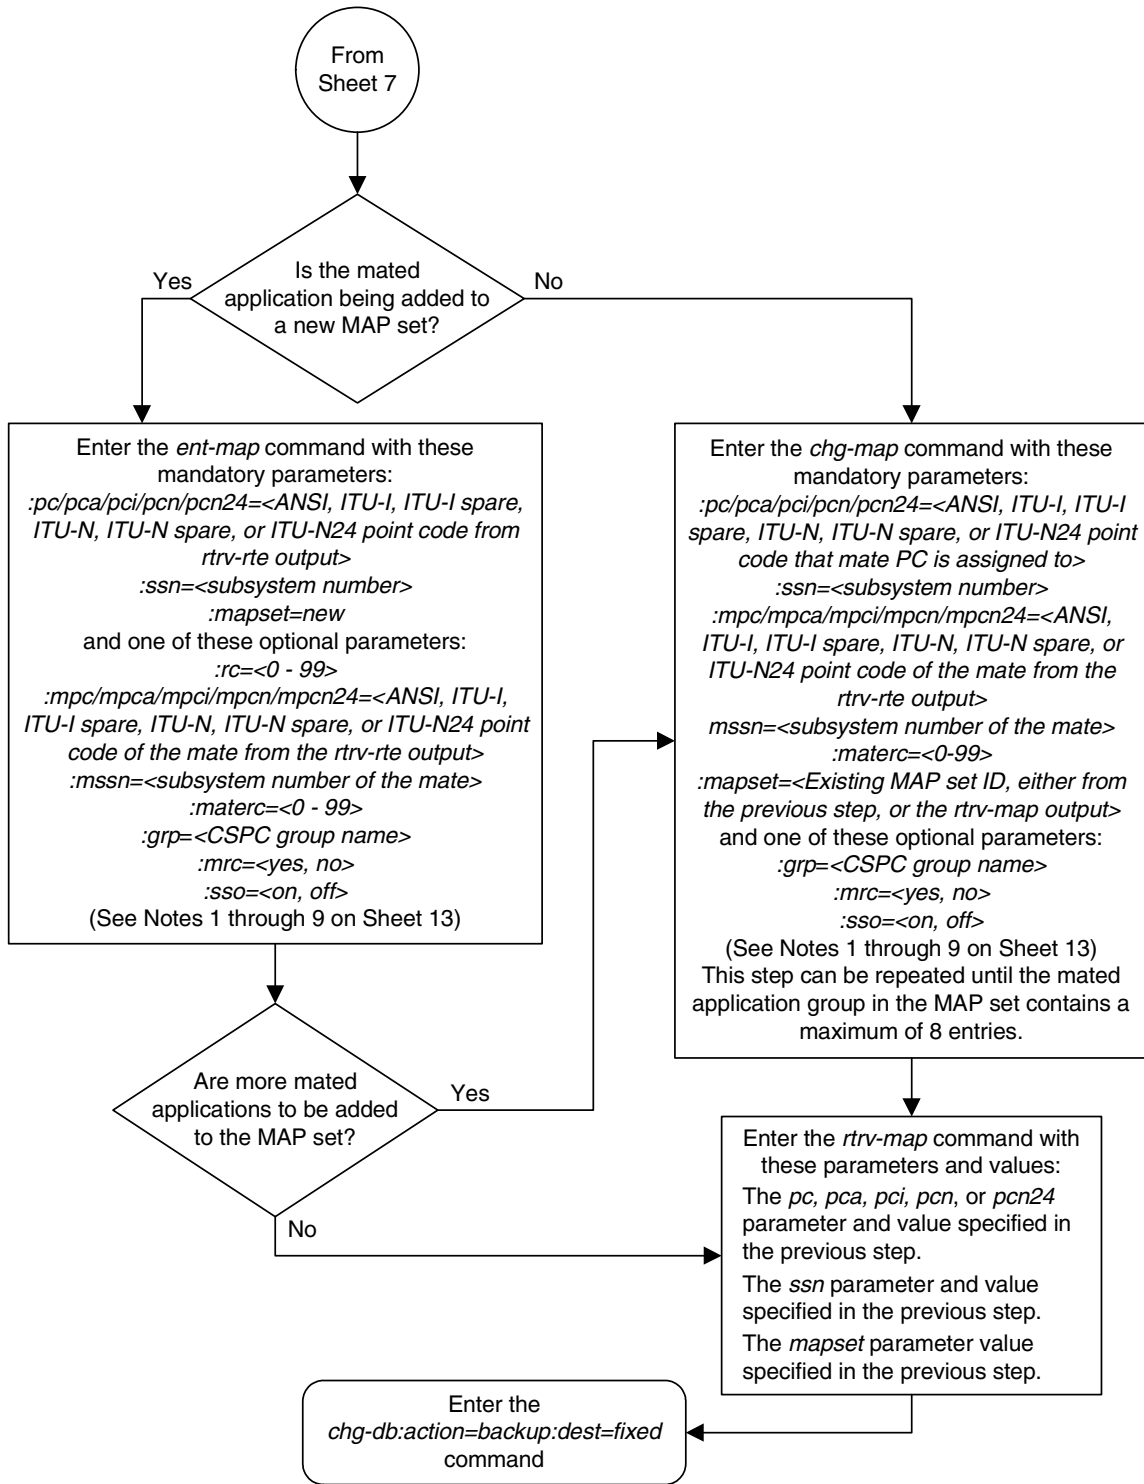 From
Sheet 7
Is the mated
application being added to
a new MAP set?
Yes
No
Enter the ent-map command with these
mandatory parameters:
:pc/pca/pci/pcn/pcn24=<ANSI, ITU-I, ITU-I spare,
ITU-N, ITU-N spare, or ITU-N24 point code from
rtrv-rte output>
:ssn=<subsystem number>
:mapset=new
and one of these optional parameters:
:rc=<0 - 99>
:mpc/mpca/mpci/mpcn/mpcn24=<ANSI, ITU-I,
ITU-I spare, ITU-N, ITU-N spare, or ITU-N24 point
code of the mate from the rtrv-rte output>
:mssn=<subsystem number of the mate>
:materc=<0 - 99>
:grp=<CSPC group name>
:mrc=<yes, no>
:sso=<on, off>
(See Notes 1 through 9 on Sheet 13)
Enter the chg-map command with these
mandatory parameters:
:pc/pca/pci/pcn/pcn24=<ANSI, ITU-I, ITU-I
spare, ITU-N, ITU-N spare, or ITU-N24 point
code that mate PC is assigned to>
:ssn=<subsystem number>
:mpc/mpca/mpci/mpcn/mpcn24=<ANSI,
ITU-I, ITU-I spare, ITU-N, ITU-N spare, or
ITU-N24 point code of the mate from the
rtrv-rte output>
mssn=<subsystem number of the mate>
:materc=<0-99>
:mapset=<Existing MAP set ID, either from
the previous step, or the rtrv-map output>
and one of these optional parameters:
:grp=<CSPC group name>
:mrc=<yes, no>
:sso=<on, off>
(See Notes 1 through 9 on Sheet 13)
This step can be repeated until the mated
application group in the MAP set contains a
maximum of 8 entries.
Are more mated
applications to be added
to the MAP set?
Yes
No
Enter the rtrv-map command with
these parameters and values:
The pc, pca, pci, pcn, or pcn24
parameter and value specified in
the previous step.
The ssn parameter and value
specified in the previous step.
The mapset parameter value
specified in the previous step.
Enter the
chg-db:action=backup:dest=fixed
command